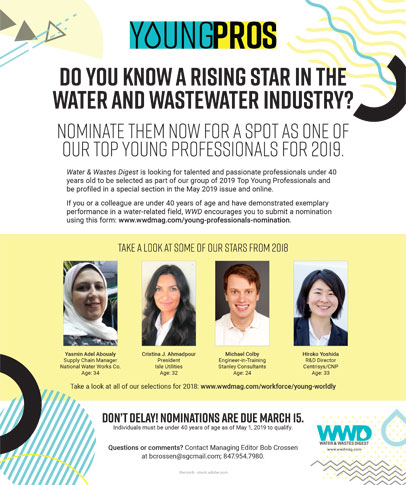 YOUNGPROS
DO YOU KNOW A RISING STAR IN THE
WATER AND WASTEWATER INDUSTRY?
NOMINATE THEM NOW FOR A SPOT AS ONE OF
OUR TOP YOUNG PROFESSIONALS FOR 2019.
Water & Wastes Digest is looking for talented and passionate professionals under 40
years old to be selected as part of our group of 2019 Top Young Professionals and
be profiled in a special section in the May 2019 issue and online.
If you or a colleague are under 40 years of age and have demonstrated exemplary
performance in a water-related field, WWD encourages you to submit a nomination
using this form: www.wwdmag.com/young-professionals-nomination.
TAKE A LOOK AT SOME OF OUR STARS FROM 2018
Yasmin Adel Aboualy
Supply Chain Manager
National Water Works Co.
Age: 34
Cristina J. Ahmadpour
President
Isle Utilities
Age: 32
Michael Colby
Engineer-in-Training
Stanley Consultants
Age: 24
Hiroko Yoshida
R&D Director
Centrisys/CNP
Age: 33
Take a look at all of our selections for 2018: www.wwdmag.com/workforce/young-worldly
DON'T DELAY! NOMINATIONS ARE DUE MARCH 15.
Individuals must be under 40 years of age as of May 1, 2019 to qualify.
Questions or comments? Contact Managing Editor Bob Crossen
at bcrossen@sgcmail.com; 847.954.7980.
WWD
WATER & WASTES DIGEST
www.wwdmag.com